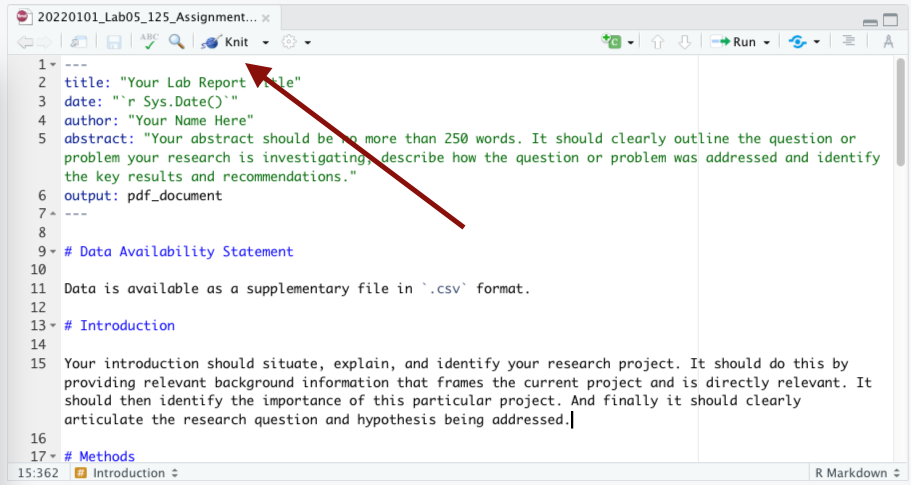 20220101_Lab05_125_Assignment...
ABC Knit Run
1 ---
2 title: "Your Lab Report Title"
3 date: "`r Sys.Date()`"
4 author: "Your Name Here"
5 abstract: "Your abstract should be no more than 250 words. It should clearly outline the question or
problem your research is investigating, describe how the question or problem was addressed and identify
the key results and recommendations."
6 output: pdf_document
7 ---
8
9 # Data Availability Statement
10
11 Data is available as a supplementary file in `.csv` format.
12
13 # Introduction
14
15 Your introduction should situate, explain, and identify your research project. It should do this by
providing relevant background information that frames the current project and is directly relevant. It
should then identify the importance of this particular project. And finally it should clearly
articulate the research question and hypothesis being addressed.
16
17 # Methods
15:362 # Introduction R Markdown